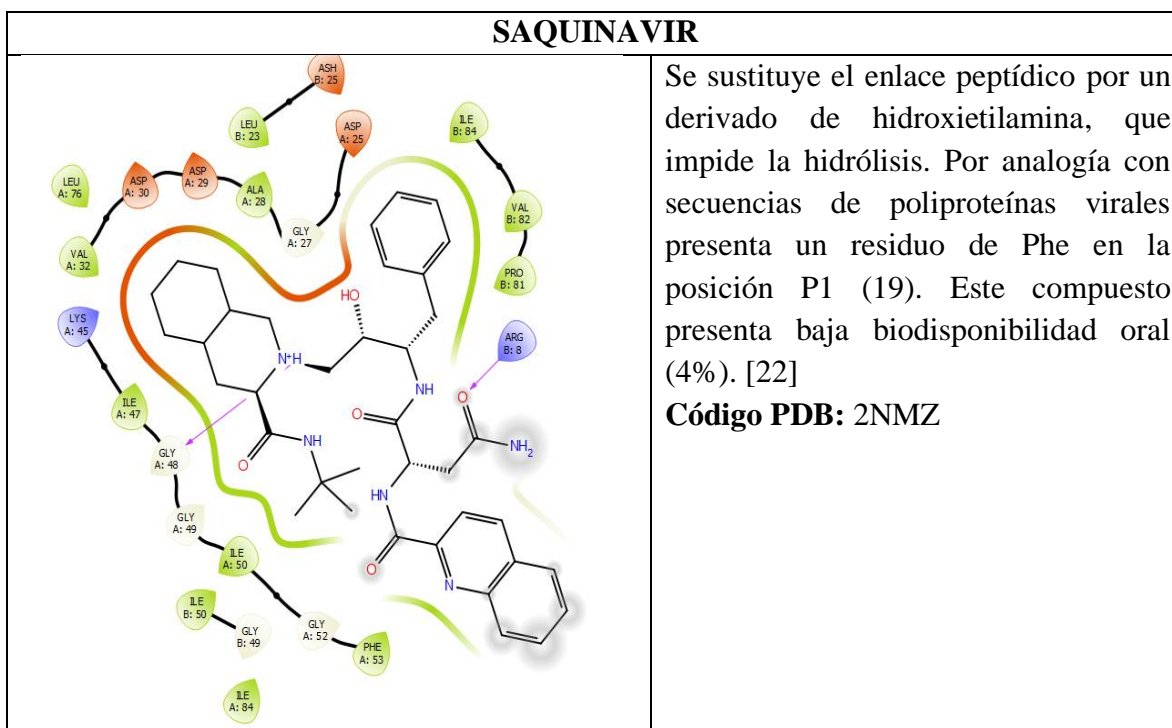 SAQUINAVIR
ASH
B: 25
LEU
B: 23
ASP
A: 25
ILE
B: 84
LEU
A: 76
ASP
A: 30
ASP
A: 29
ALA
A: 28
GLY
A: 27
VAL
B: 82
VAL
A: 32
PRO
B: 81
LYS
A: 45
HO
ARG
B: 8
N+H
NH
O
O
ILE
A: 47
NH
O
NH2
GLY
A: 48
O
HN
GLY
A: 49
ILE
A: 50
O
N
ILE
B: 50
GLY
B: 49
GLY
A: 52
PHE
A: 53
ILE
A: 84
Se sustituye el enlace peptídico por un
derivado de hidroxietilamina, que
impide la hidrólisis. Por analogía con
secuencias de poliproteínas virales
presenta un residuo de Phe en la
posición P1 (19). Este compuesto
presenta baja biodisponibilidad oral
(4%). [22]
Código PDB: 2NMZ